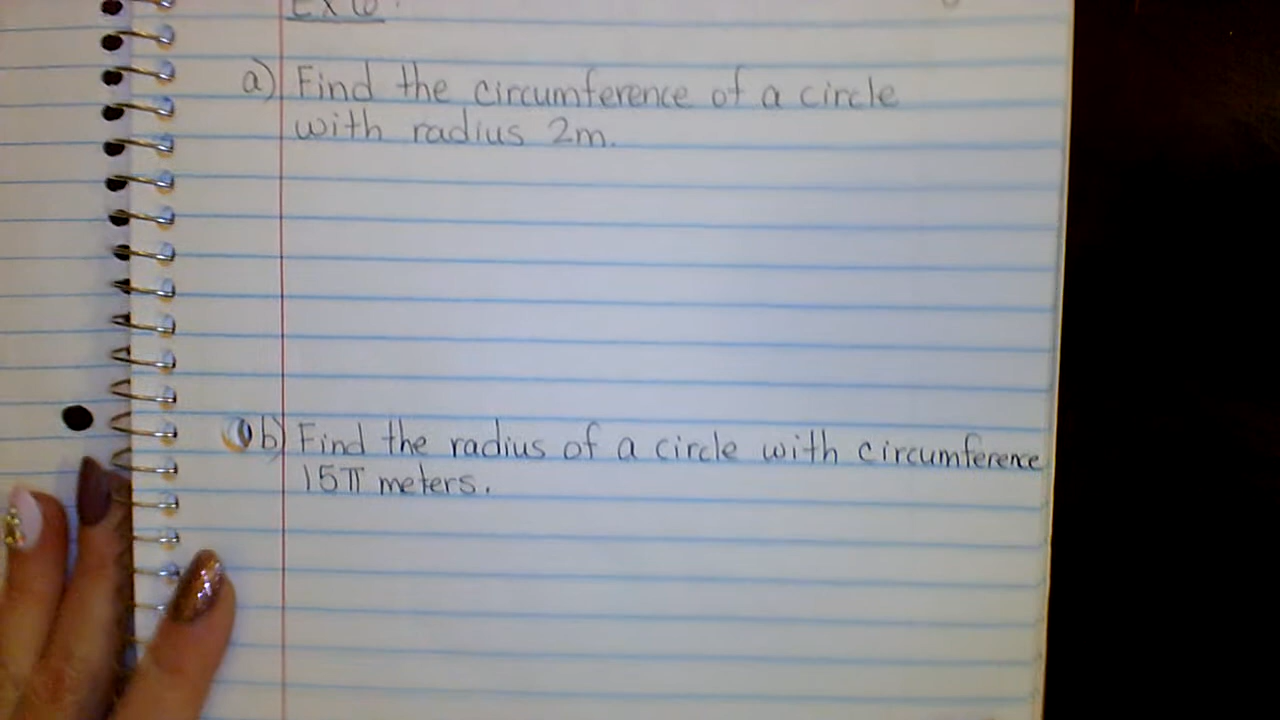 a) Find the circumference of a circle
with radius 2m.
b) Find the radius of a circle with circumference
15π meters.